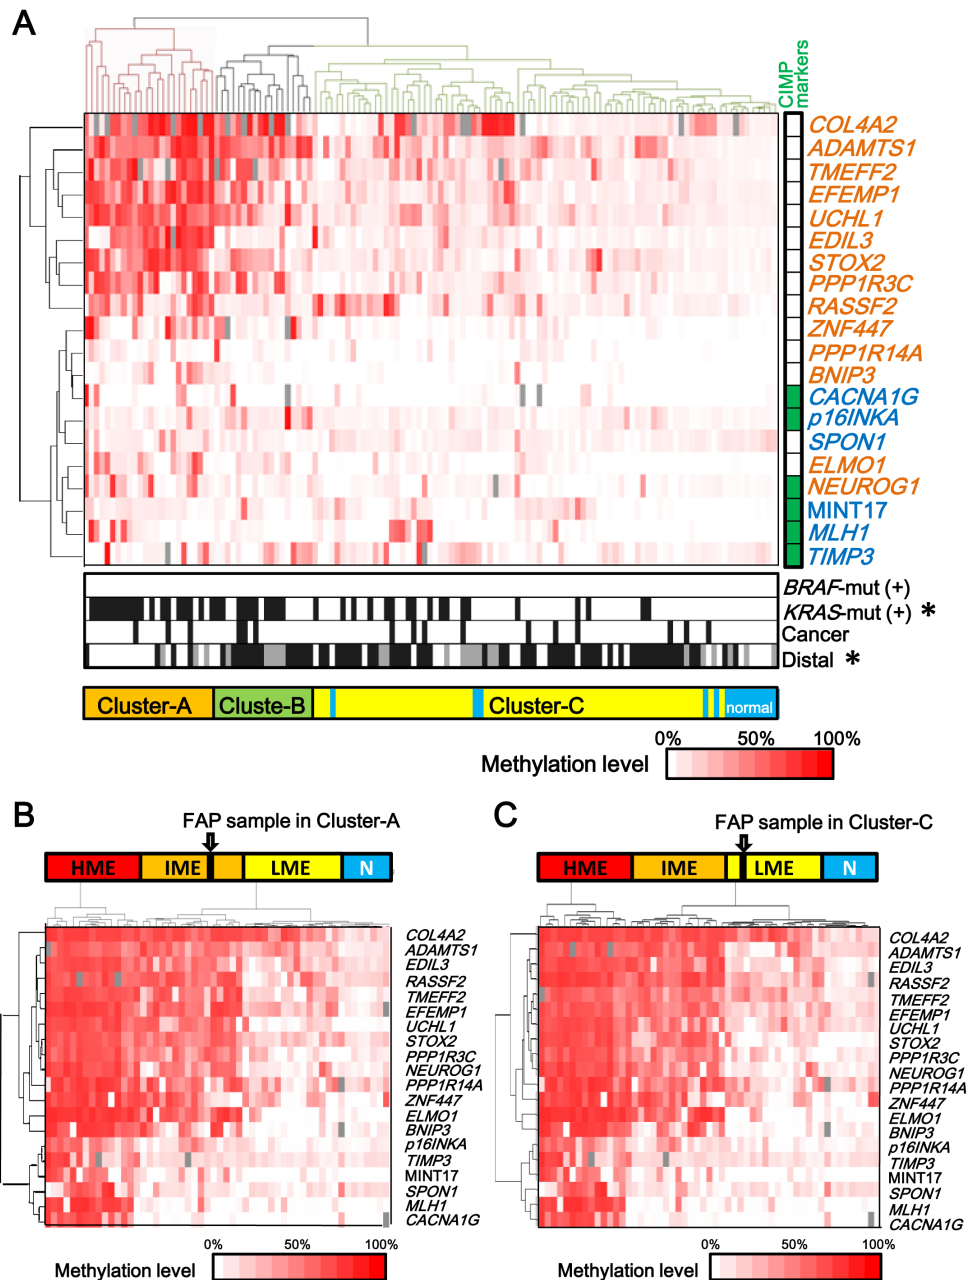 A
CIMP
markers
COL4A2
ADAMTS1
TMEFF2
EFEMP1
UCHL1
EDIL3
STOX2
PPP1R3C
RASSF2
ZNF447
PPP1R14A
BNIP3
CACNA1G
p16INKA
SPON1
ELMO1
NEUROG1
MINT17
MLH1
TIMP3
BRAF-mut (+)
KRAS-mut (+) *
Cancer
Distal *
Cluster-A Cluste-B Cluster-C normal
0% 50% 100%
Methylation level
B
FAP sample in Cluster-A
HME IME LME N
COL4A2
ADAMTS1
EDIL3
RASSF2
TMEFF2
EFEMP1
UCHL1
STOX2
PPP1R3C
NEUROG1
PPP1R14A
ZNF447
ELMO1
BNIP3
p16INKA
TIMP3
MINT17
SPON1
MLH1
CACNA1G
0% 50% 100%
Methylation level
C
FAP sample in Cluster-C
HME IME LME N
COL4A2
ADAMTS1
EDIL3
RASSF2
TMEFF2
EFEMP1
UCHL1
STOX2
PPP1R3C
NEUROG1
PPP1R14A
ZNF447
ELMO1
BNIP3
p16INKA
TIMP3
MINT17
SPON1
MLH1
CACNA1G
0% 50% 100%
Methylation level